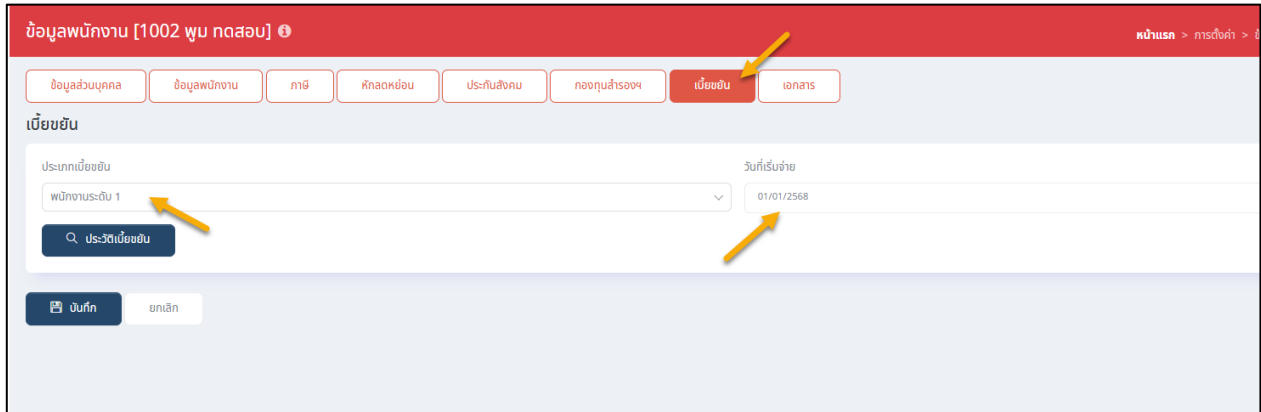 ข้อมูลพนักงาน [1002 พูม ทดสอบ]
หน้าแรก > การตั้งค่า >
ข้อมูลส่วนบุคคล ข้อมูลพนักงาน ภาษี หักลดหย่อน ประกันสังคม กองทุนสำรองฯ เบี้ยขยัน เอกสาร
เบี้ยขยัน
ประเภทเบี้ยขยัน วันที่เริ่มจ่าย
พนักงานระดับ 1 01/01/2568
ประวัติเบี้ยขยัน
บันทึก ยกเลิก